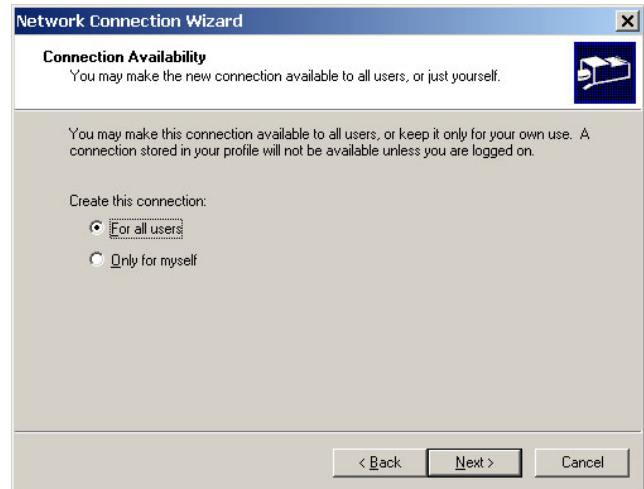 Network Connection Wizard
Connection Availability
You may make the new connection available to all users, or just yourself.
You may make this connection available to all users, or keep it only for your own use. A
connection stored in your profile will not be available unless you are logged on.
Create this connection:
For all users
Only for myself
< Back Next > Cancel